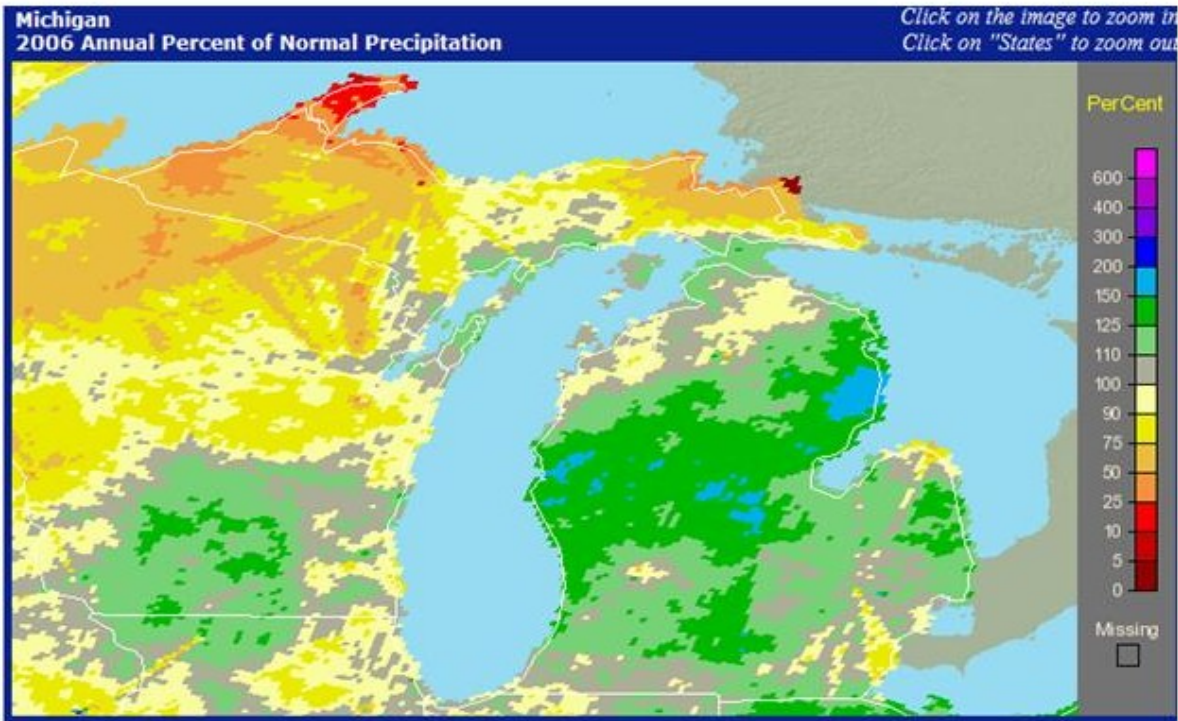 Michigan
2006 Annual Percent of Normal Precipitation
Click on the image to zoom in
Click on "States" to zoom out
PerCent
600
400
300
200
150
125
110
100
90
75
50
25
10
5
0
Missing